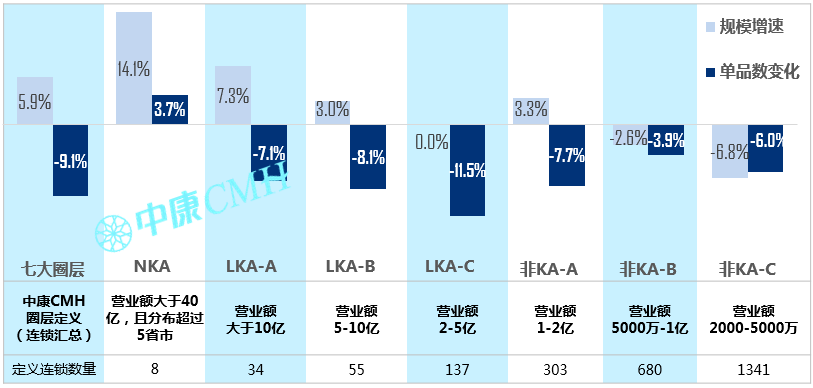 规模增速
单品数变化
5.9%
-9.1%
14.1%
3.7%
7.3%
-7.1%
3.0%
-8.1%
0.0%
-11.5%
3.3%
-7.7%
-2.6%
-3.9%
-6.8%
-6.0%
中康CMH
七大圈层 NKA LKA-A LKA-B LKA-C 非KA-A 非KA-B 非KA-C
中康CMH
圈层定义
(连锁汇总)
营业额大于40
亿,且分布超过
5省市
营业额
大于10亿
营业额
5-10亿
营业额
2-5亿
营业额
1-2亿
营业额
5000万-1亿
营业额
2000-5000万
定义连锁数量 8 34 55 137 303 680 1341